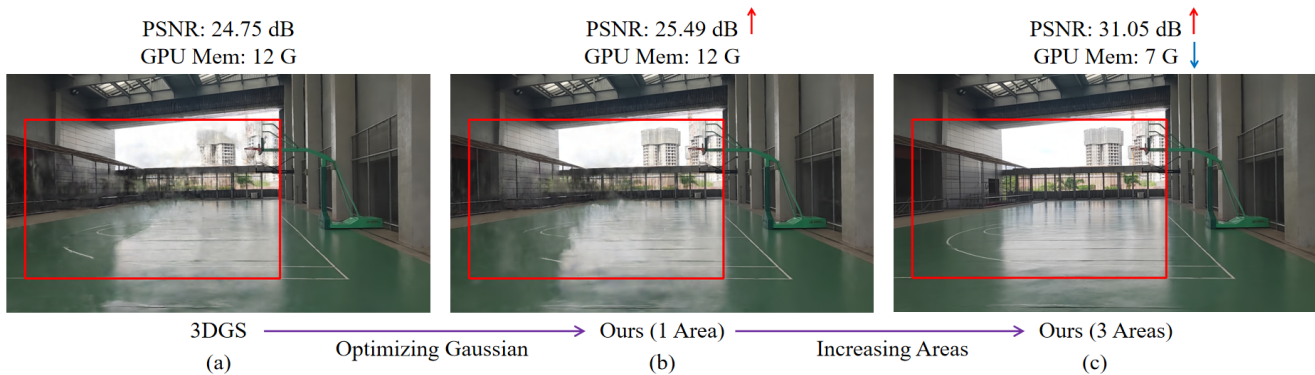 PSNR: 24.75 dB
GPU Mem: 12 G
PSNR: 25.49 dB
GPU Mem: 12 G
PSNR: 31.05 dB
GPU Mem: 7 G
3DGS
Optimizing Gaussian
Ours (1 Area)
Increasing Areas
Ours (3 Areas)
(a)
(b)
(c)